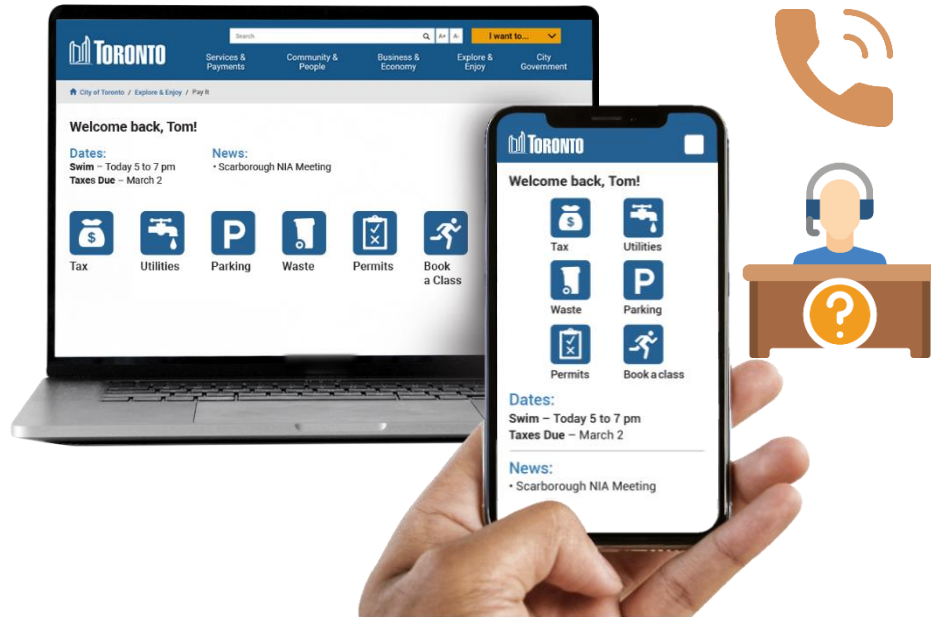 TORONTO
Search
A+ A-
I want to...
Services & Payments
Community & People
Business & Economy
Explore & Enjoy
City Government
City of Toronto / Explore & Enjoy / Pay It
Welcome back, Tom!
Dates:
Swim – Today 5 to 7 pm
Taxes Due – March 2
News:
• Scarborough NIA Meeting
$
P
Tax
Utilities
Parking
Waste
Permits
Book
a Class
TORONTO
Welcome back, Tom!
$
Tax
Utilities
P
Waste
Parking
Permits
Book a class
Dates:
Swim – Today 5 to 7 pm
Taxes Due – March 2
News:
• Scarborough NIA Meeting
?